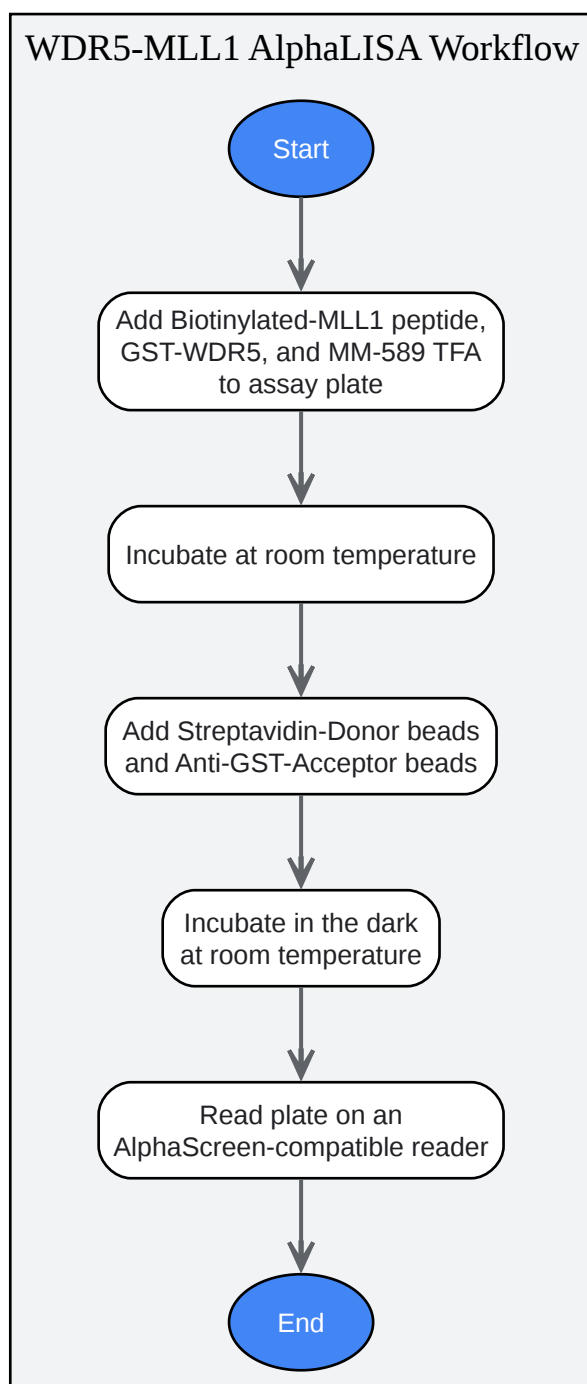 WDR5-MLL1 AlphaLISA Workflow
Start
Add Biotinylated-MLL1 peptide,
GST-WDR5, and MM-589 TFA
to assay plate
Incubate at room temperature
Add Streptavidin-Donor beads
and Anti-GST-Acceptor beads
Incubate in the dark
at room temperature
Read plate on an
AlphaScreen-compatible reader
End